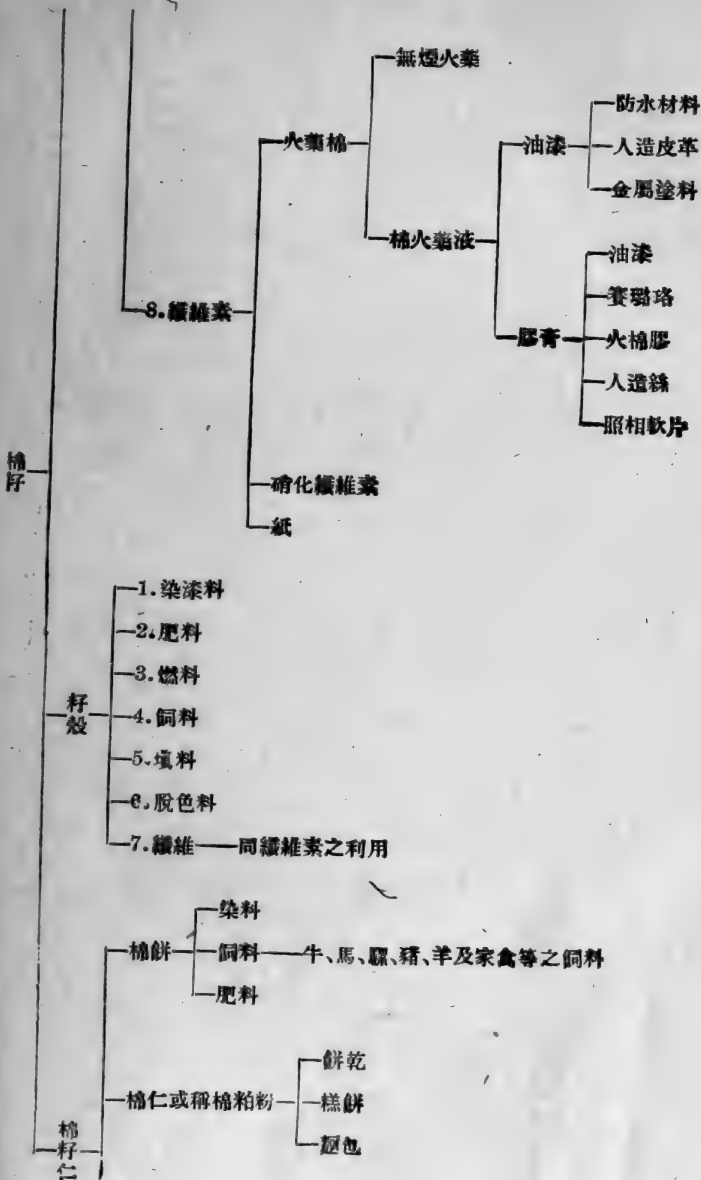 無煙火藥
防水材料
火藥棉
油漆
人造皮革
金屬塗料
棉火藥液
油漆
賽璐珞
8.纖維素
膠膏
火棉膠
人造絲
照相軟片
棉籽
硝化纖維素
紙
1.染漆料
2.肥料
3.燃料
籽殼
4.飼料
5.填料
6.脫色料
7.纖維
同纖維素之利用
染料
棉餅
飼料
牛、馬、騾、豬、羊及家禽等之飼料
肥料
餅乾
棉仁或稱棉粕粉
糕餅
麵包
棉籽仁